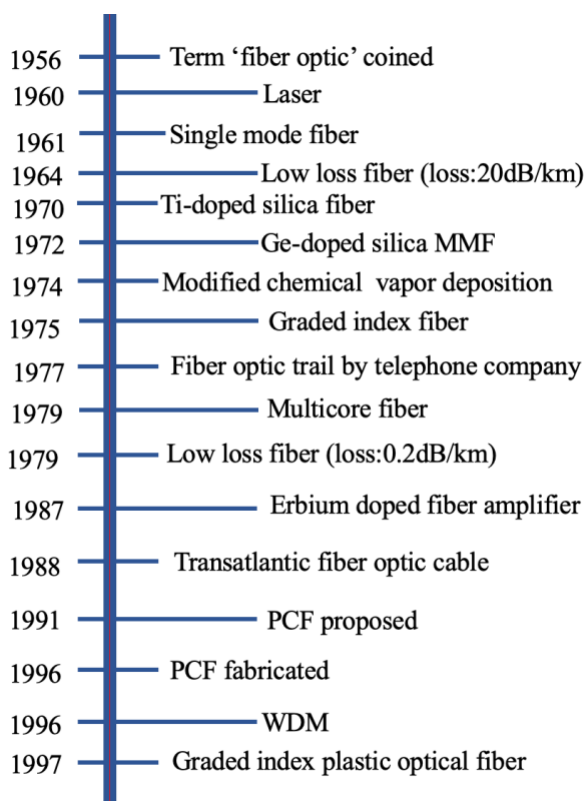 1956 Term ‘fiber optic’ coined
1960 Laser
1961 Single mode fiber
1964 Low loss fiber (loss:20dB/km)
1970 Ti-doped silica fiber
1972 Ge-doped silica MMF
1974 Modified chemical vapor deposition
1975 Graded index fiber
1977 Fiber optic trail by telephone company
1979 Multicore fiber
1979 Low loss fiber (loss:0.2dB/km)
1987 Erbium doped fiber amplifier
1988 Transatlantic fiber optic cable
1991 PCF proposed
1996 PCF fabricated
1996 WDM
1997 Graded index plastic optical fiber